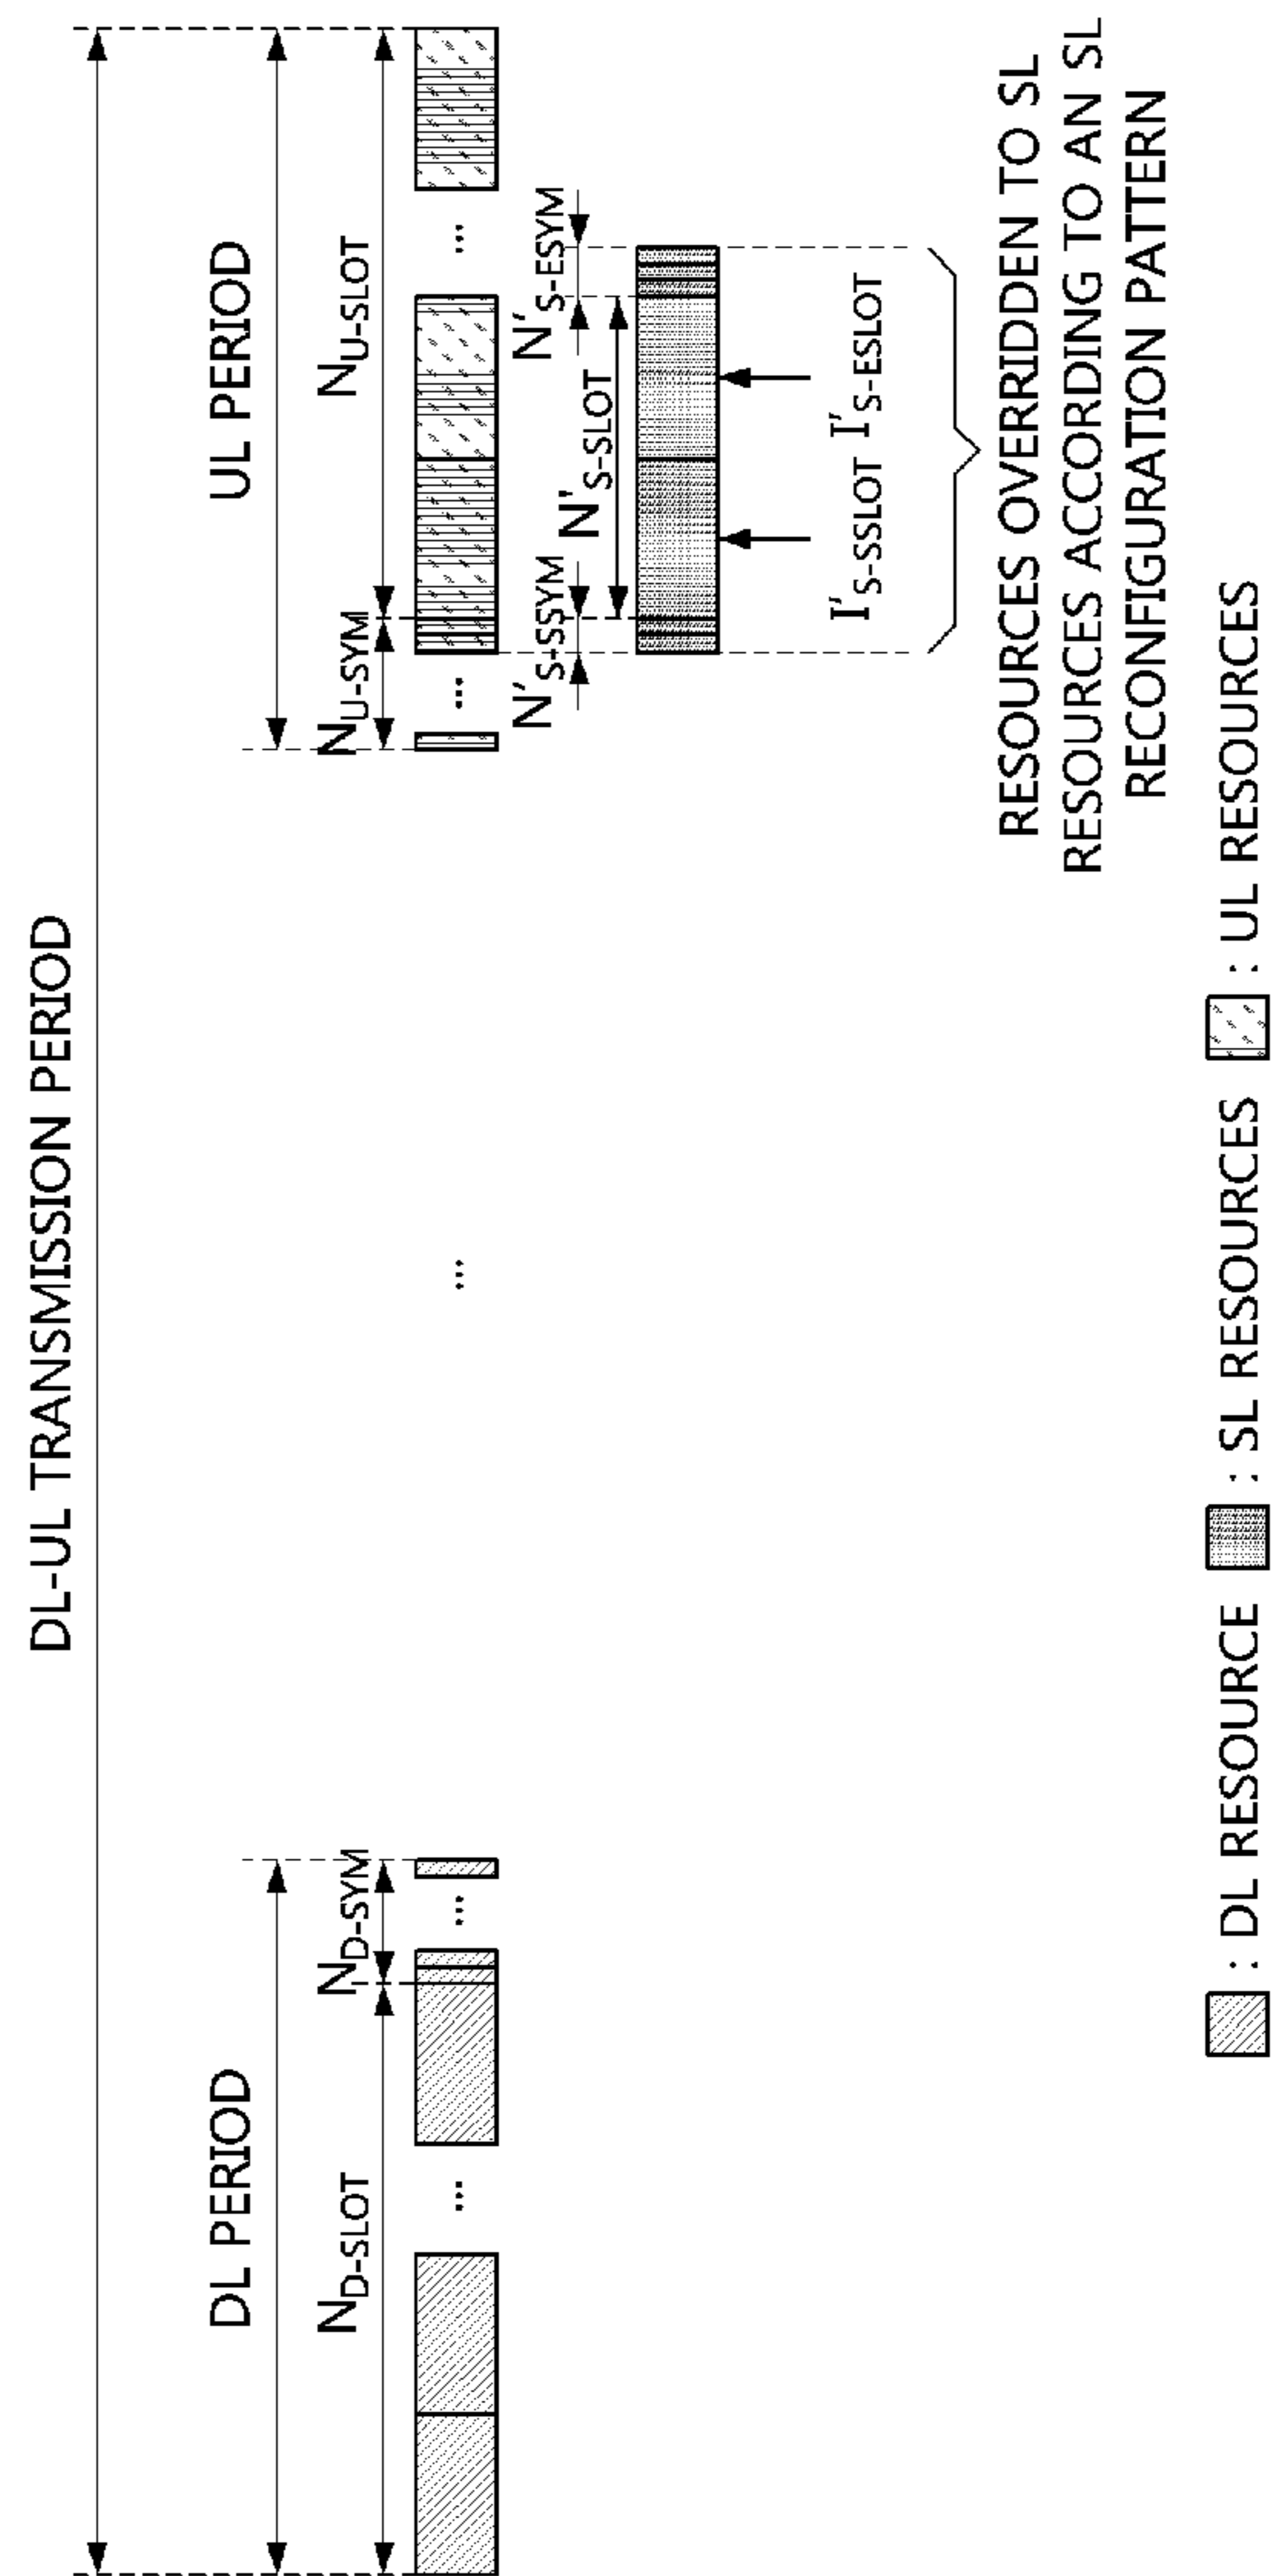 DL-UL TRANSMISSION PERIOD
DL PERIOD
UL PERIOD
N_D-SLOT
N_D-SYM
N_U-SYM
N_U-SLOT
...
...
...
...
...
N'_S-SSYM
N'_S-ESYM
N'_S-SLOT
I'_S-SSLOT I'_S-ESLOT
RESOURCES OVERRIDDEN TO SL
RESOURCES ACCORDING TO AN SL
RECONFIGURATION PATTERN
: DL RESOURCE : SL RESOURCES : UL RESOURCES